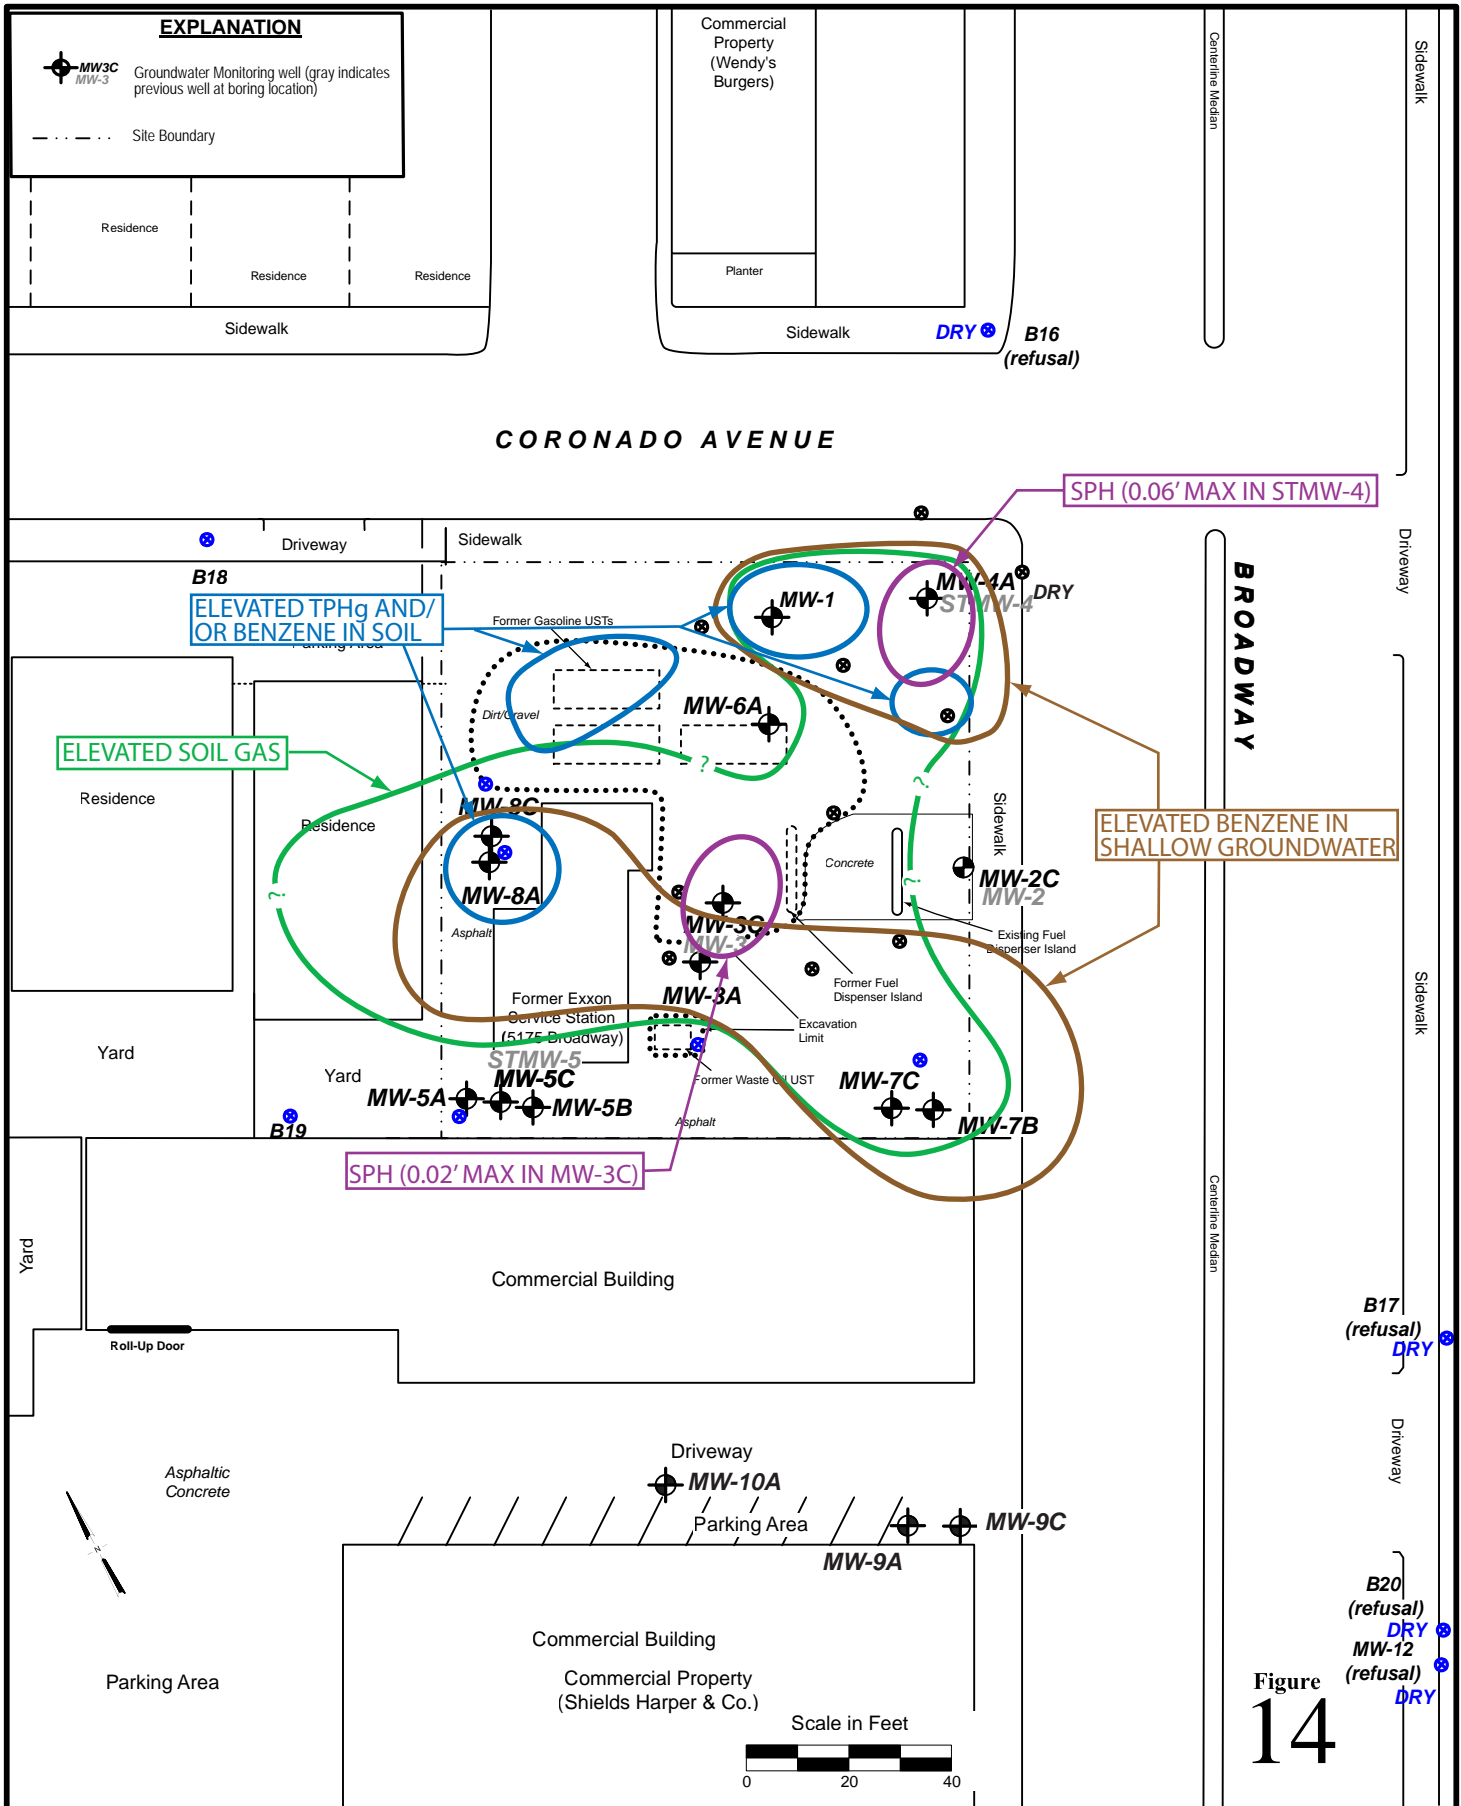 EXPLANATION
MW3C
MW-3
Groundwater Monitoring well (gray indicates
previous well at boring location)
Site Boundary
Commercial
Property
(Wendy's
Burgers)
Centerline Median
Sidewalk
Residence
Residence
Residence
Planter
Sidewalk
Sidewalk
DRY
B16
(refusal)
CORONADO AVENUE
SPH (0.06' MAX IN STMW-4)
Driveway
Sidewalk
Driveway
B18
MW-1
MW-4A
STMW-4
DRY
BROADWAY
ELEVATED TPHg AND/
OR BENZENE IN SOIL
Former Gasoline USTs
Parking Area
Dirt/Gravel
MW-6A
ELEVATED SOIL GAS
?
?
Residence
Residence
MW-8C
Sidewalk
ELEVATED BENZENE IN
SHALLOW GROUNDWATER
Concrete
?
?
MW-8A
MW-2C
MW-2
Asphalt
MW-3C
MW-3
Existing Fuel
Dispenser Island
MW-3A
Former Fuel
Dispenser Island
Sidewalk
Former Exxon
Service Station
(5175 Broadway)
Excavation
Limit
Yard
Yard
STMW-5
MW-5C
Former Waste Oil UST
MW-7C
MW-5A
MW-5B
MW-7B
B19
Asphalt
SPH (0.02' MAX IN MW-3C)
Centerline Median
Yard
Commercial Building
B17
(refusal)
DRY
Roll-Up Door
Driveway
Driveway
Asphaltic
Concrete
MW-10A
Parking Area
MW-9C
MW-9A
N
B20
(refusal)
DRY
MW-12
(refusal)
DRY
Commercial Building
Commercial Property
(Shields Harper & Co.)
Parking Area
Scale in Feet
0 20 40
Figure
14